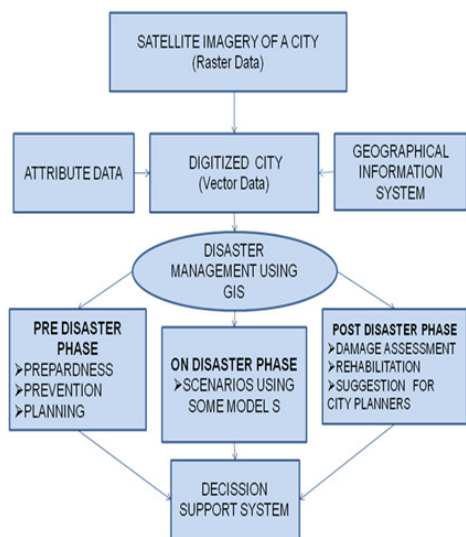 SATELLITE IMAGERY OF A CITY
(Raster Data)
ATTRIBUTE DATA
DIGITIZED CITY
(Vector Data)
GEOGRAPHICAL
INFORMATION
SYSTEM
DISASTER
MANAGEMENT USING
GIS
PRE DISASTER
PHASE
➢PREPARDNESS
➢PREVENTION
➢PLANNING
ON DISASTER PHASE
➢SCENARIOS USING
SOME MODEL S
POST DISASTER PHASE
➢DAMAGE ASSESSMENT
➢REHABILITATION
➢SUGGESTION FOR
CITY PLANNERS
DECISSION
SUPPORT SYSTEM